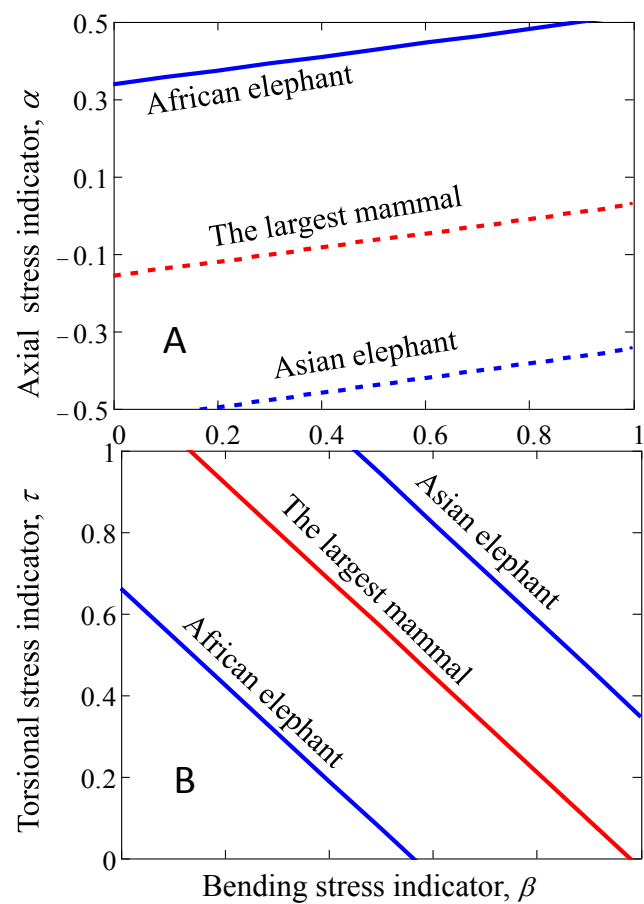 Axial stress indicator, α
0.5
0.3
0.1
−0.1
−0.3
−0.5
African elephant
The largest mammal
Asian elephant
A
0 0.2 0.4 0.6 0.8 1
Torsional stress indicator, τ
1
0.8
0.6
0.4
0.2
0
Asian elephant
The largest mammal
African elephant
B
Bending stress indicator, β